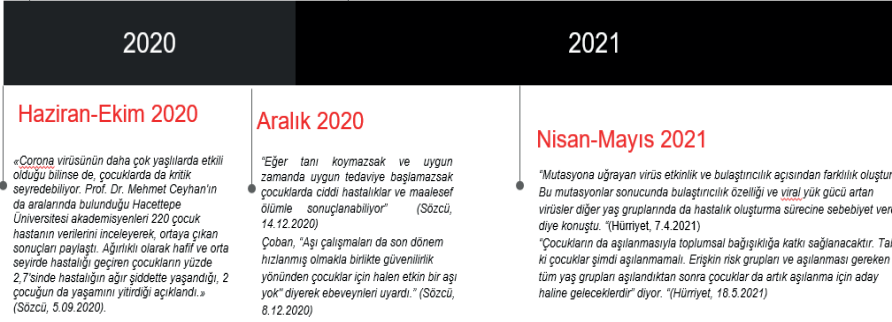 2020
2021
Haziran-Ekim 2020
«Corona virüsünün daha çok yaşlılarda etkili
olduğu bilinse de, çocuklarda da kritik
seyredebiliyor. Prof. Dr. Mehmet Ceyhan'ın
da aralarında bulunduğu Hacettepe
Üniversitesi akademisyenleri 220 çocuk
hastanın verilerini inceleyerek, ortaya çıkan
sonuçları paylaştı. Ağırlıklı olarak hafif ve orta
seyirde hastalığı geçiren çocukların yüzde
2,7'sinde hastalığın ağır şiddette yaşandığı, 2
çocuğun da yaşamını yitirdiği açıklandı.»
(Sözcü, 5.09.2020).
Aralık 2020
"Eğer tanı koymazsak ve uygun
zamanda uygun tedaviye başlamazsak
çocuklarda ciddi hastalıklar ve maalesef
ölümle sonuçlanabiliyor" (Sözcü,
14.12.2020)
Çoban, "Aşı çalışmaları da son dönem
hızlanmış olmakla birlikte güvenilirlik
yönünden çocuklar için halen etkin bir aşı
yok" diyerek ebeveynleri uyardı." (Sözcü,
8.12.2020)
Nisan-Mayıs 2021
"Mutasyona uğrayan virüs etkinlik ve bulaştırıcılık açısından farklılık oluştur
Bu mutasyonlar sonucunda bulaştırıcılık özelliği ve viral yük gücü artan
virüsler diğer yaş gruplarında da hastalık oluşturma sürecine sebebiyet ver
diye konuştu. "(Hürriyet, 7.4.2021)
"Çocukların da aşılanmasıyla toplumsal bağışıklığa katkı sağlanacaktır. Ta
ki çocuklar şimdi aşılanmamalı. Erişkin risk grupları ve aşılanması gereken
tüm yaş grupları aşılandıktan sonra çocuklar da artık aşılanma için aday
haline geleceklerdir" diyor. "(Hürriyet, 18.5.2021)